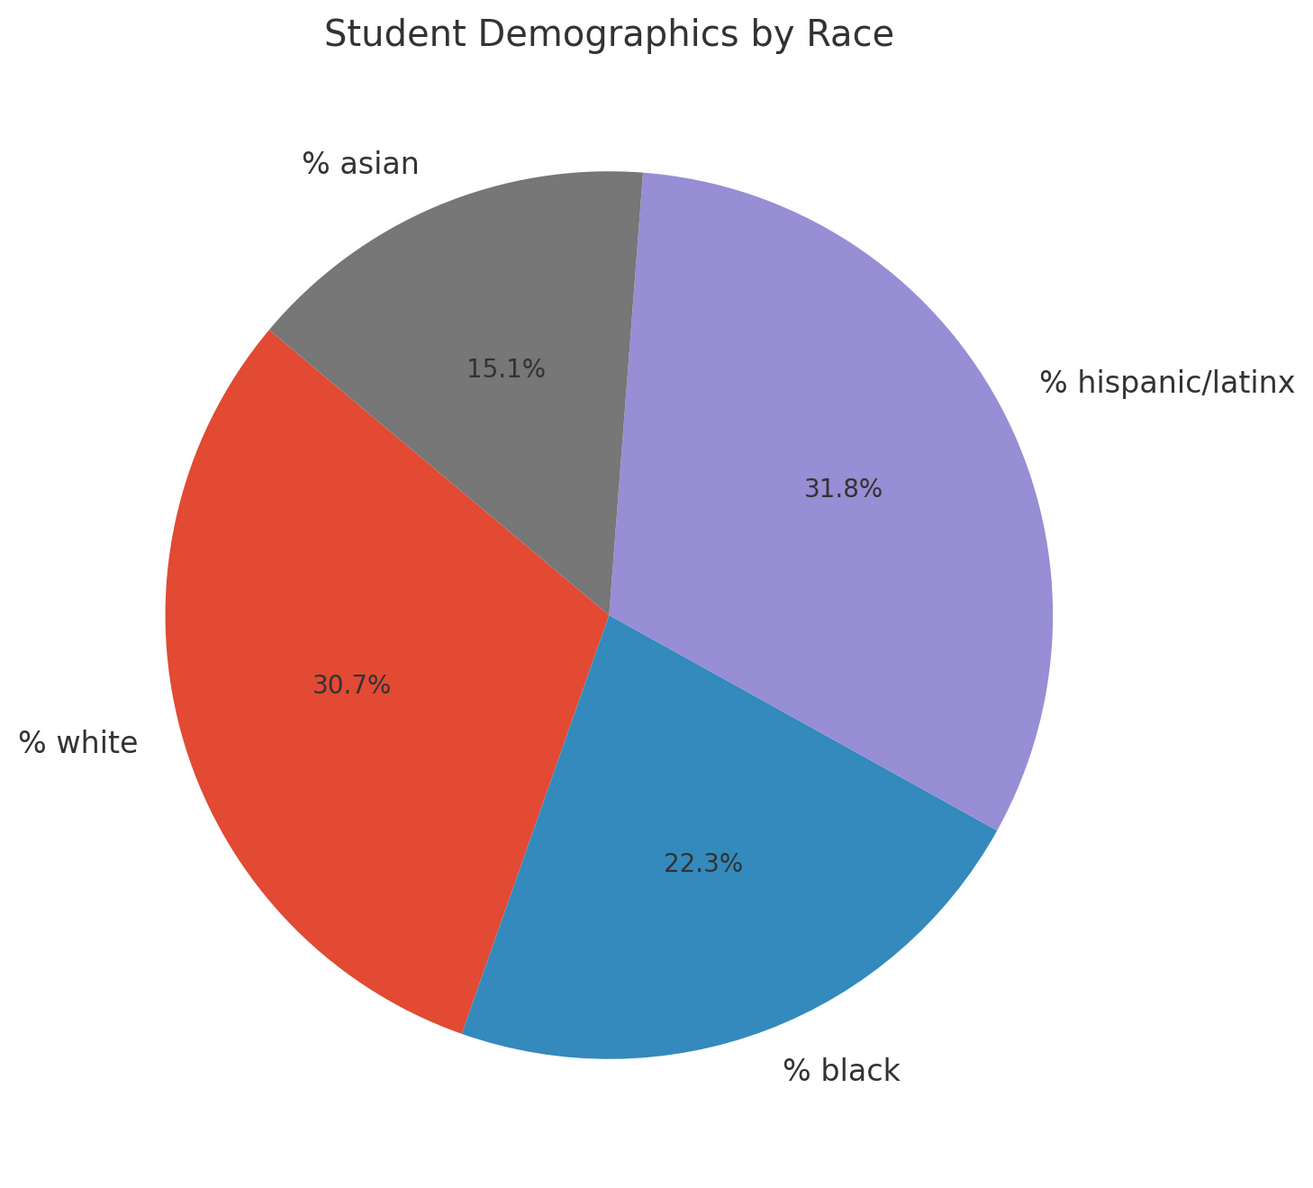 Student Demographics by Race
% asian
15.1%
% hispanic/latinx
31.8%
30.7%
% white
22.3%
% black